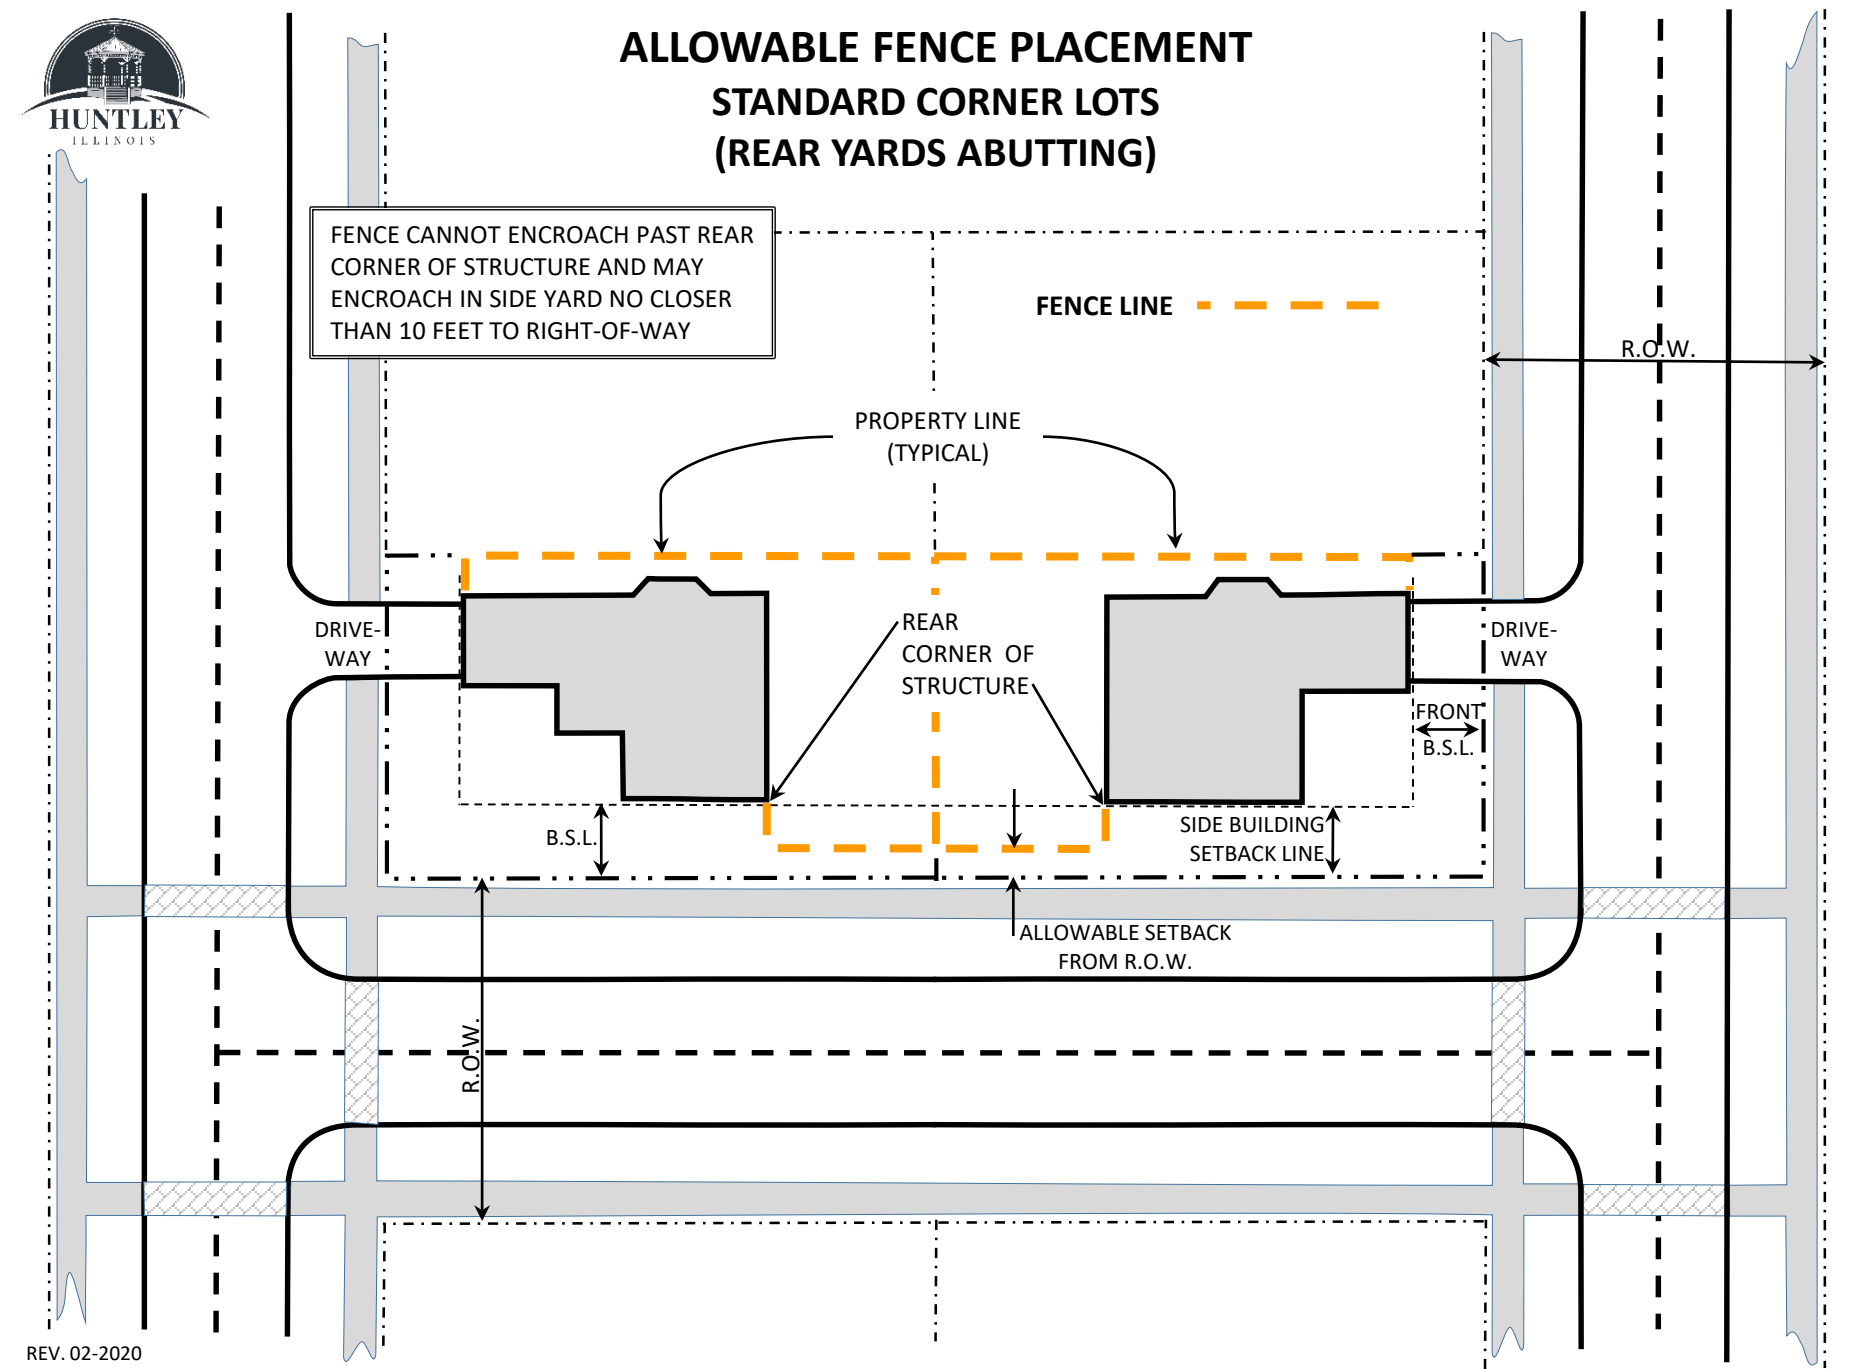 HUNTLEY
ILLINOIS
ALLOWABLE FENCE PLACEMENT
STANDARD CORNER LOTS
(REAR YARDS ABUTTING)
FENCE CANNOT ENCROACH PAST REAR
CORNER OF STRUCTURE AND MAY
ENCROACH IN SIDE YARD NO CLOSER
THAN 10 FEET TO RIGHT-OF-WAY
FENCE LINE
R.O.W.
PROPERTY LINE
(TYPICAL)
DRIVE-
WAY
REAR
CORNER OF
STRUCTURE
DRIVE-
WAY
FRONT
B.S.L.
B.S.L.
SIDE BUILDING
SETBACK LINE
ALLOWABLE SETBACK
FROM R.O.W.
R.O.W.
REV. 02-2020